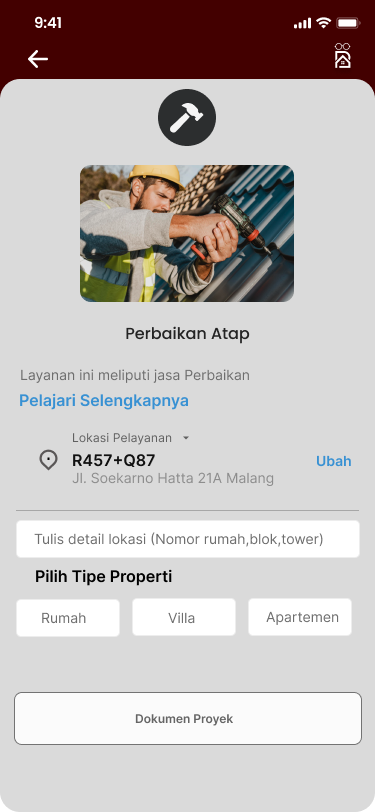 9:41
Perbaikan Atap
Layanan ini meliputi jasa Perbaikan
Pelajari Selengkapnya
Lokasi Pelayanan
R457+Q87
Ubah
Jl. Soekarno Hatta 21A Malang
Tulis detail lokasi (Nomor rumah,blok,tower)
Pilih Tipe Properti
Rumah
Villa
Apartemen
Dokumen Proyek